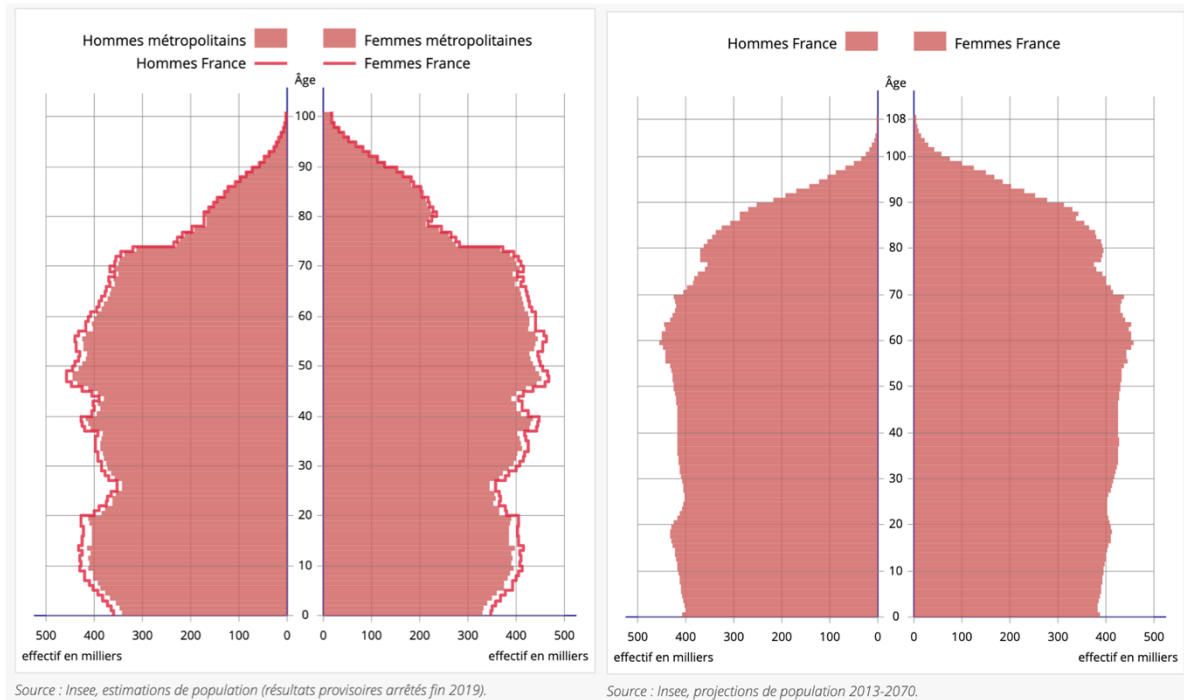 Hommes métropolitains
Femmes métropolitaines
Hommes France
Femmes France
Âge
100
90
80
70
60
50
40
30
20
10
0
500 400 300 200 100 0
0 100 200 300 400 500
effectif en milliers
effectif en milliers
Source : Insee, estimations de population (résultats provisoires arrêtés fin 2019).
Hommes France
Femmes France
Âge
108
100
90
80
70
60
50
40
30
20
10
0
500 400 300 200 100 0
0 100 200 300 400 500
effectif en milliers
effectif en milliers
Source : Insee, projections de population 2013-2070.